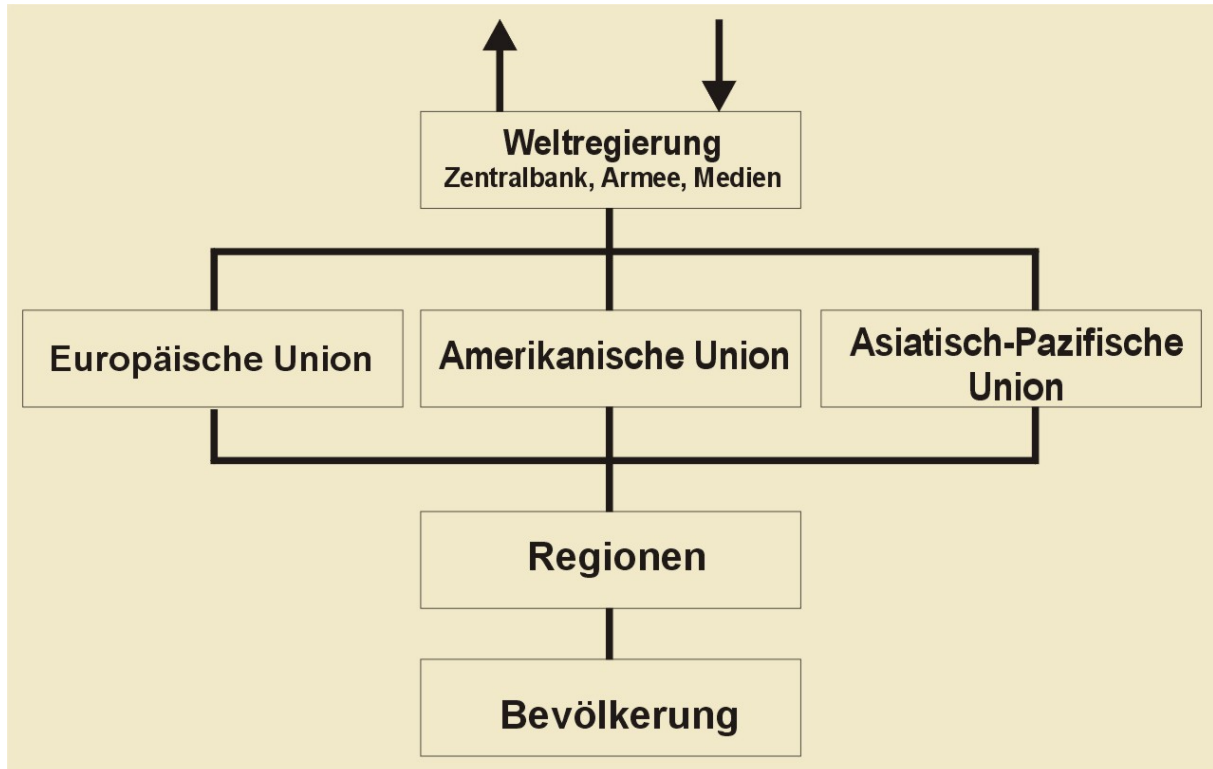 Weltregierung
Zentralbank, Armee, Medien
Europäische Union
Amerikanische Union
Asiatisch-Pazifische
Union
Regionen
Bevölkerung